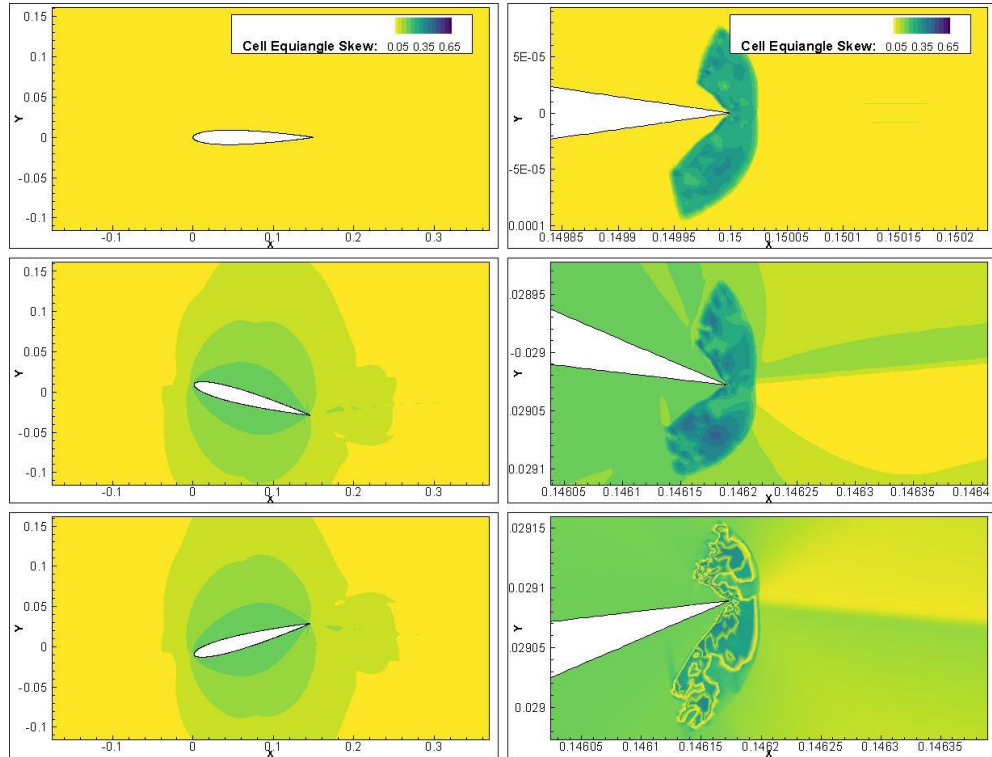 0.15
0.1
0.05
0
-0.05
-0.1
Y
Cell Equiangle Skew: 0.05 0.35 0.65
-0.1 0 0.1 0.2 0.3
X
5E-05
0
-5E-05
0.0001
Y
Cell Equiangle Skew: 0.05 0.35 0.65
0.14985 0.1499 0.14995 0.15 0.15005 0.1501 0.15015 0.1502
X
0.15
0.1
0.05
0
-0.05
-0.1
Y
-0.1 0 0.1 0.2 0.3
X
.02895
-0.029
.02905
0.0291
Y
0.14605 0.1461 0.14615 0.1462 0.14625 0.1463 0.14635 0.1464
X
0.15
0.1
0.05
0
-0.05
-0.1
Y
-0.1 0 0.1 0.2 0.3
X
0.02915
0.0291
0.02905
0.029
Y
0.14605 0.1461 0.14615 0.1462 0.14625 0.1463 0.14635
X